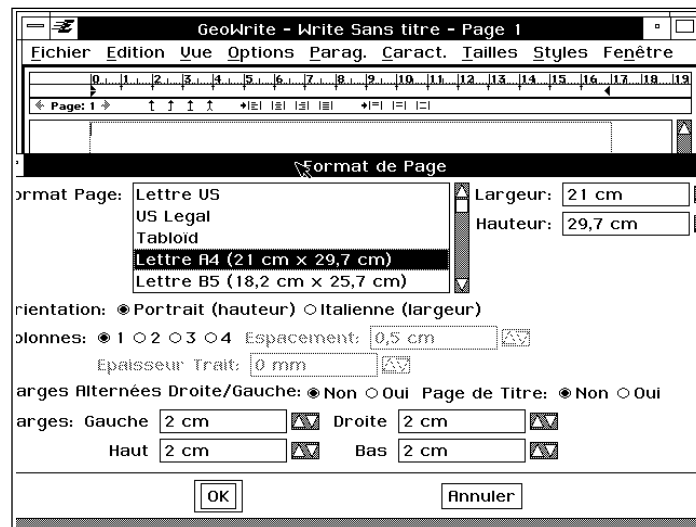 GeoWrite - Write Sans titre - Page 1
Fichier Edition Vue Options Parag. Caract. Tailles Styles Fenêtre
0 1 2 3 4 5 6 7 8 9 10 11 12 13 14 15 16 17 18 19
Page: 1
Format de Page
ormat Page: Lettre US Largeur: 21 cm
US Legal Hauteur: 29,7 cm
Tabloïd
Lettre A4 (21 cm x 29,7 cm)
Lettre B5 (18,2 cm x 25,7 cm)
rientation: Portrait (hauteur) Italienne (largeur)
olonnes: 1 2 3 4 Espacement: 0,5 cm
Epaisseur Trait: 0 mm
arges Alternées Droite/Gauche: Non Oui Page de Titre: Non Oui
arges: Gauche 2 cm Droite 2 cm
Haut 2 cm Bas 2 cm
OK Annuler